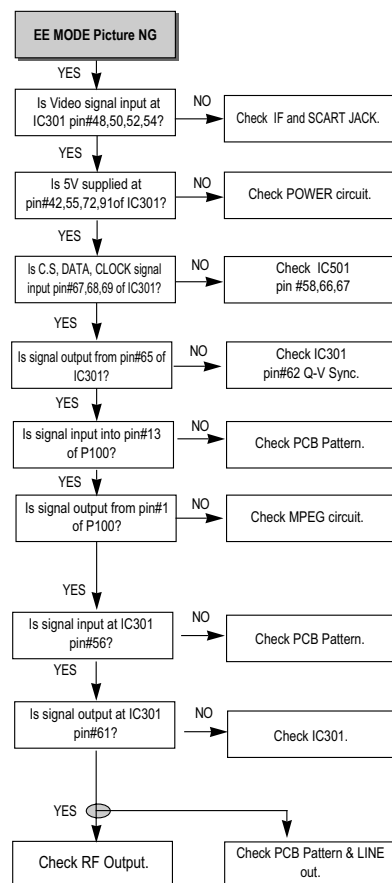 EE MODE Picture NG
YES
Is Video signal input at
IC301 pin#48,50,52,54?
NO
Check IF and SCART JACK.
YES
Is 5V supplied at
pin#42,55,72,91of IC301?
NO
Check POWER circuit.
YES
Is C.S, DATA, CLOCK signal
input pin#67,68,69 of IC301?
NO
Check IC501
pin #58,66,67
YES
Is signal output from pin#65 of
IC301?
NO
Check IC301
pin#62 Q-V Sync.
YES
Is signal input into pin#13
of P100?
NO
Check PCB Pattern.
YES
Is signal output from pin#1
of P100?
NO
Check MPEG circuit.
YES
Is signal input at IC301
pin#56?
NO
Check PCB Pattern.
YES
Is signal output at IC301
pin#61?
NO
Check IC301.
YES
Check RF Output.
Check PCB Pattern & LINE
out.